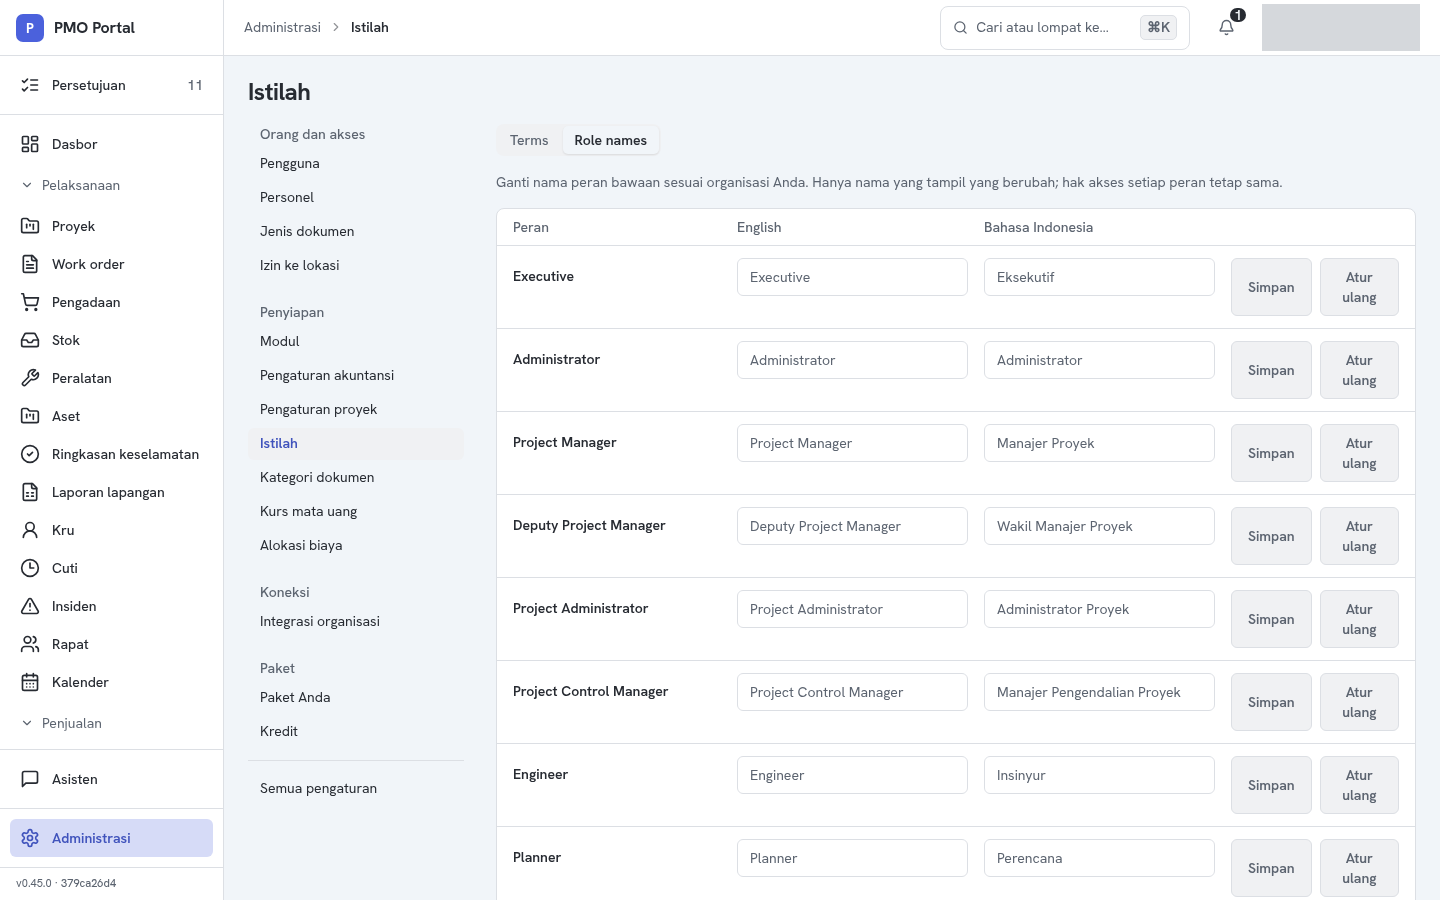 P PMO Portal
Administrasi > Istilah
Cari atau lompat ke... ⌘K
1
Persetujuan 11
Dasbor
Pelaksanaan
Proyek
Work order
Pengadaan
Stok
Peralatan
Aset
Ringkasan keselamatan
Laporan lapangan
Kru
Cuti
Insiden
Rapat
Kalender
Penjualan
Asisten
Administrasi
v0.45.0 · 379ca26d4
Istilah
Orang dan akses
Pengguna
Personel
Jenis dokumen
Izin ke lokasi
Penyiapan
Modul
Pengaturan akuntansi
Pengaturan proyek
Istilah
Kategori dokumen
Kurs mata uang
Alokasi biaya
Koneksi
Integrasi organisasi
Paket
Paket Anda
Kredit
Semua pengaturan
Terms Role names
Ganti nama peran bawaan sesuai organisasi Anda. Hanya nama yang tampil yang berubah; hak akses setiap peran tetap sama.
Peran English Bahasa Indonesia
Executive Executive Eksekutif Simpan Atur ulang
Administrator Administrator Administrator Simpan Atur ulang
Project Manager Project Manager Manajer Proyek Simpan Atur ulang
Deputy Project Manager Deputy Project Manager Wakil Manajer Proyek Simpan Atur ulang
Project Administrator Project Administrator Administrator Proyek Simpan Atur ulang
Project Control Manager Project Control Manager Manajer Pengendalian Proyek Simpan Atur ulang
Engineer Engineer Insinyur Simpan Atur ulang
Planner Planner Perencana Simpan Atur ulang